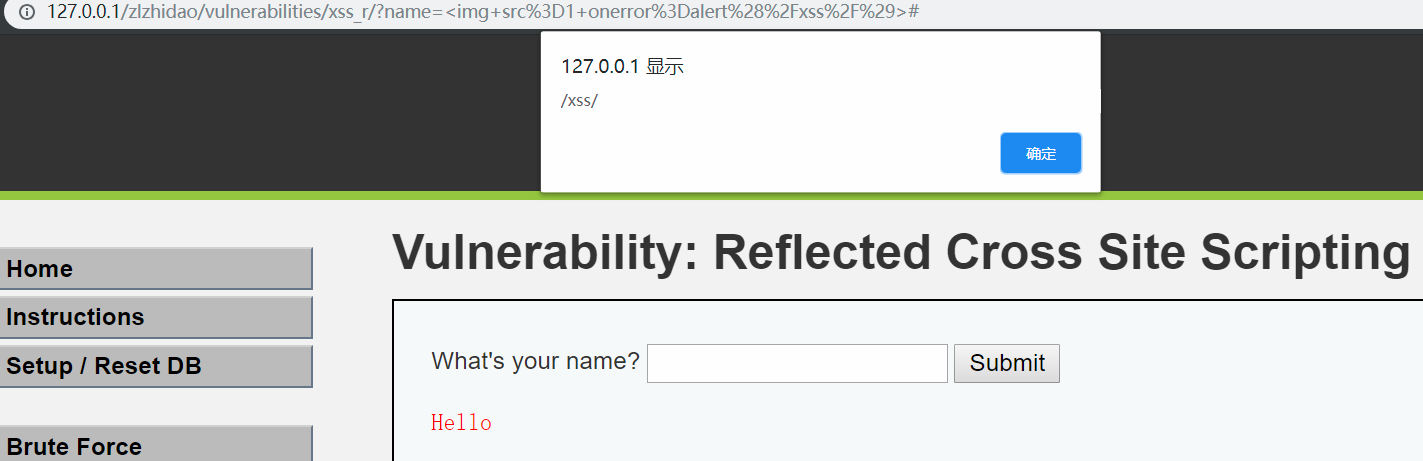 127.0.0.1/zlzhidao/vulnerabilities/xss_r/?name=<img+src%3D1+onerror%3Dalert%28%2Fxss%2F%29>#
127.0.0.1 显示
/xss/
确定
Vulnerability: Reflected Cross Site Scripting
Home
Instructions
Setup / Reset DB
Brute Force
What's your name? Submit
Hello